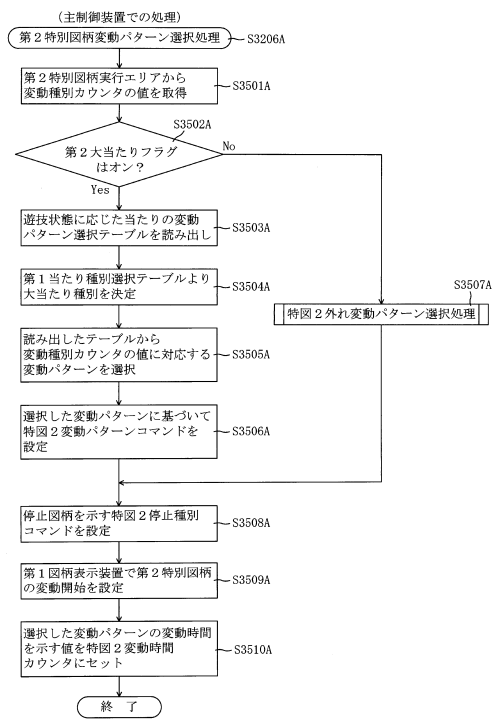 (主制御装置での処理)
第2特別図柄変動パターン選択処理
S3206A
第2特別図柄実行エリアから
変動種別カウンタの値を取得
S3501A
S3502A
第2大当たりフラグ
はオン?
No
Yes
遊技状態に応じた当たりの変動
パターン選択テーブルを読み出し
S3503A
第1当たり種別選択テーブルより
大当たり種別を決定
S3504A
S3507A
特図2外れ変動パターン選択処理
読み出したテーブルから
変動種別カウンタの値に対応する
変動パターンを選択
S3505A
選択した変動パターンに基づいて
特図2変動パターンコマンドを
設定
S3506A
停止図柄を示す特図2停止種別
コマンドを設定
S3508A
第1図柄表示装置で第2特別図柄
の変動開始を設定
S3509A
選択した変動パターンの変動時間
を示す値を特図2変動時間
カウンタにセット
S3510A
終 了